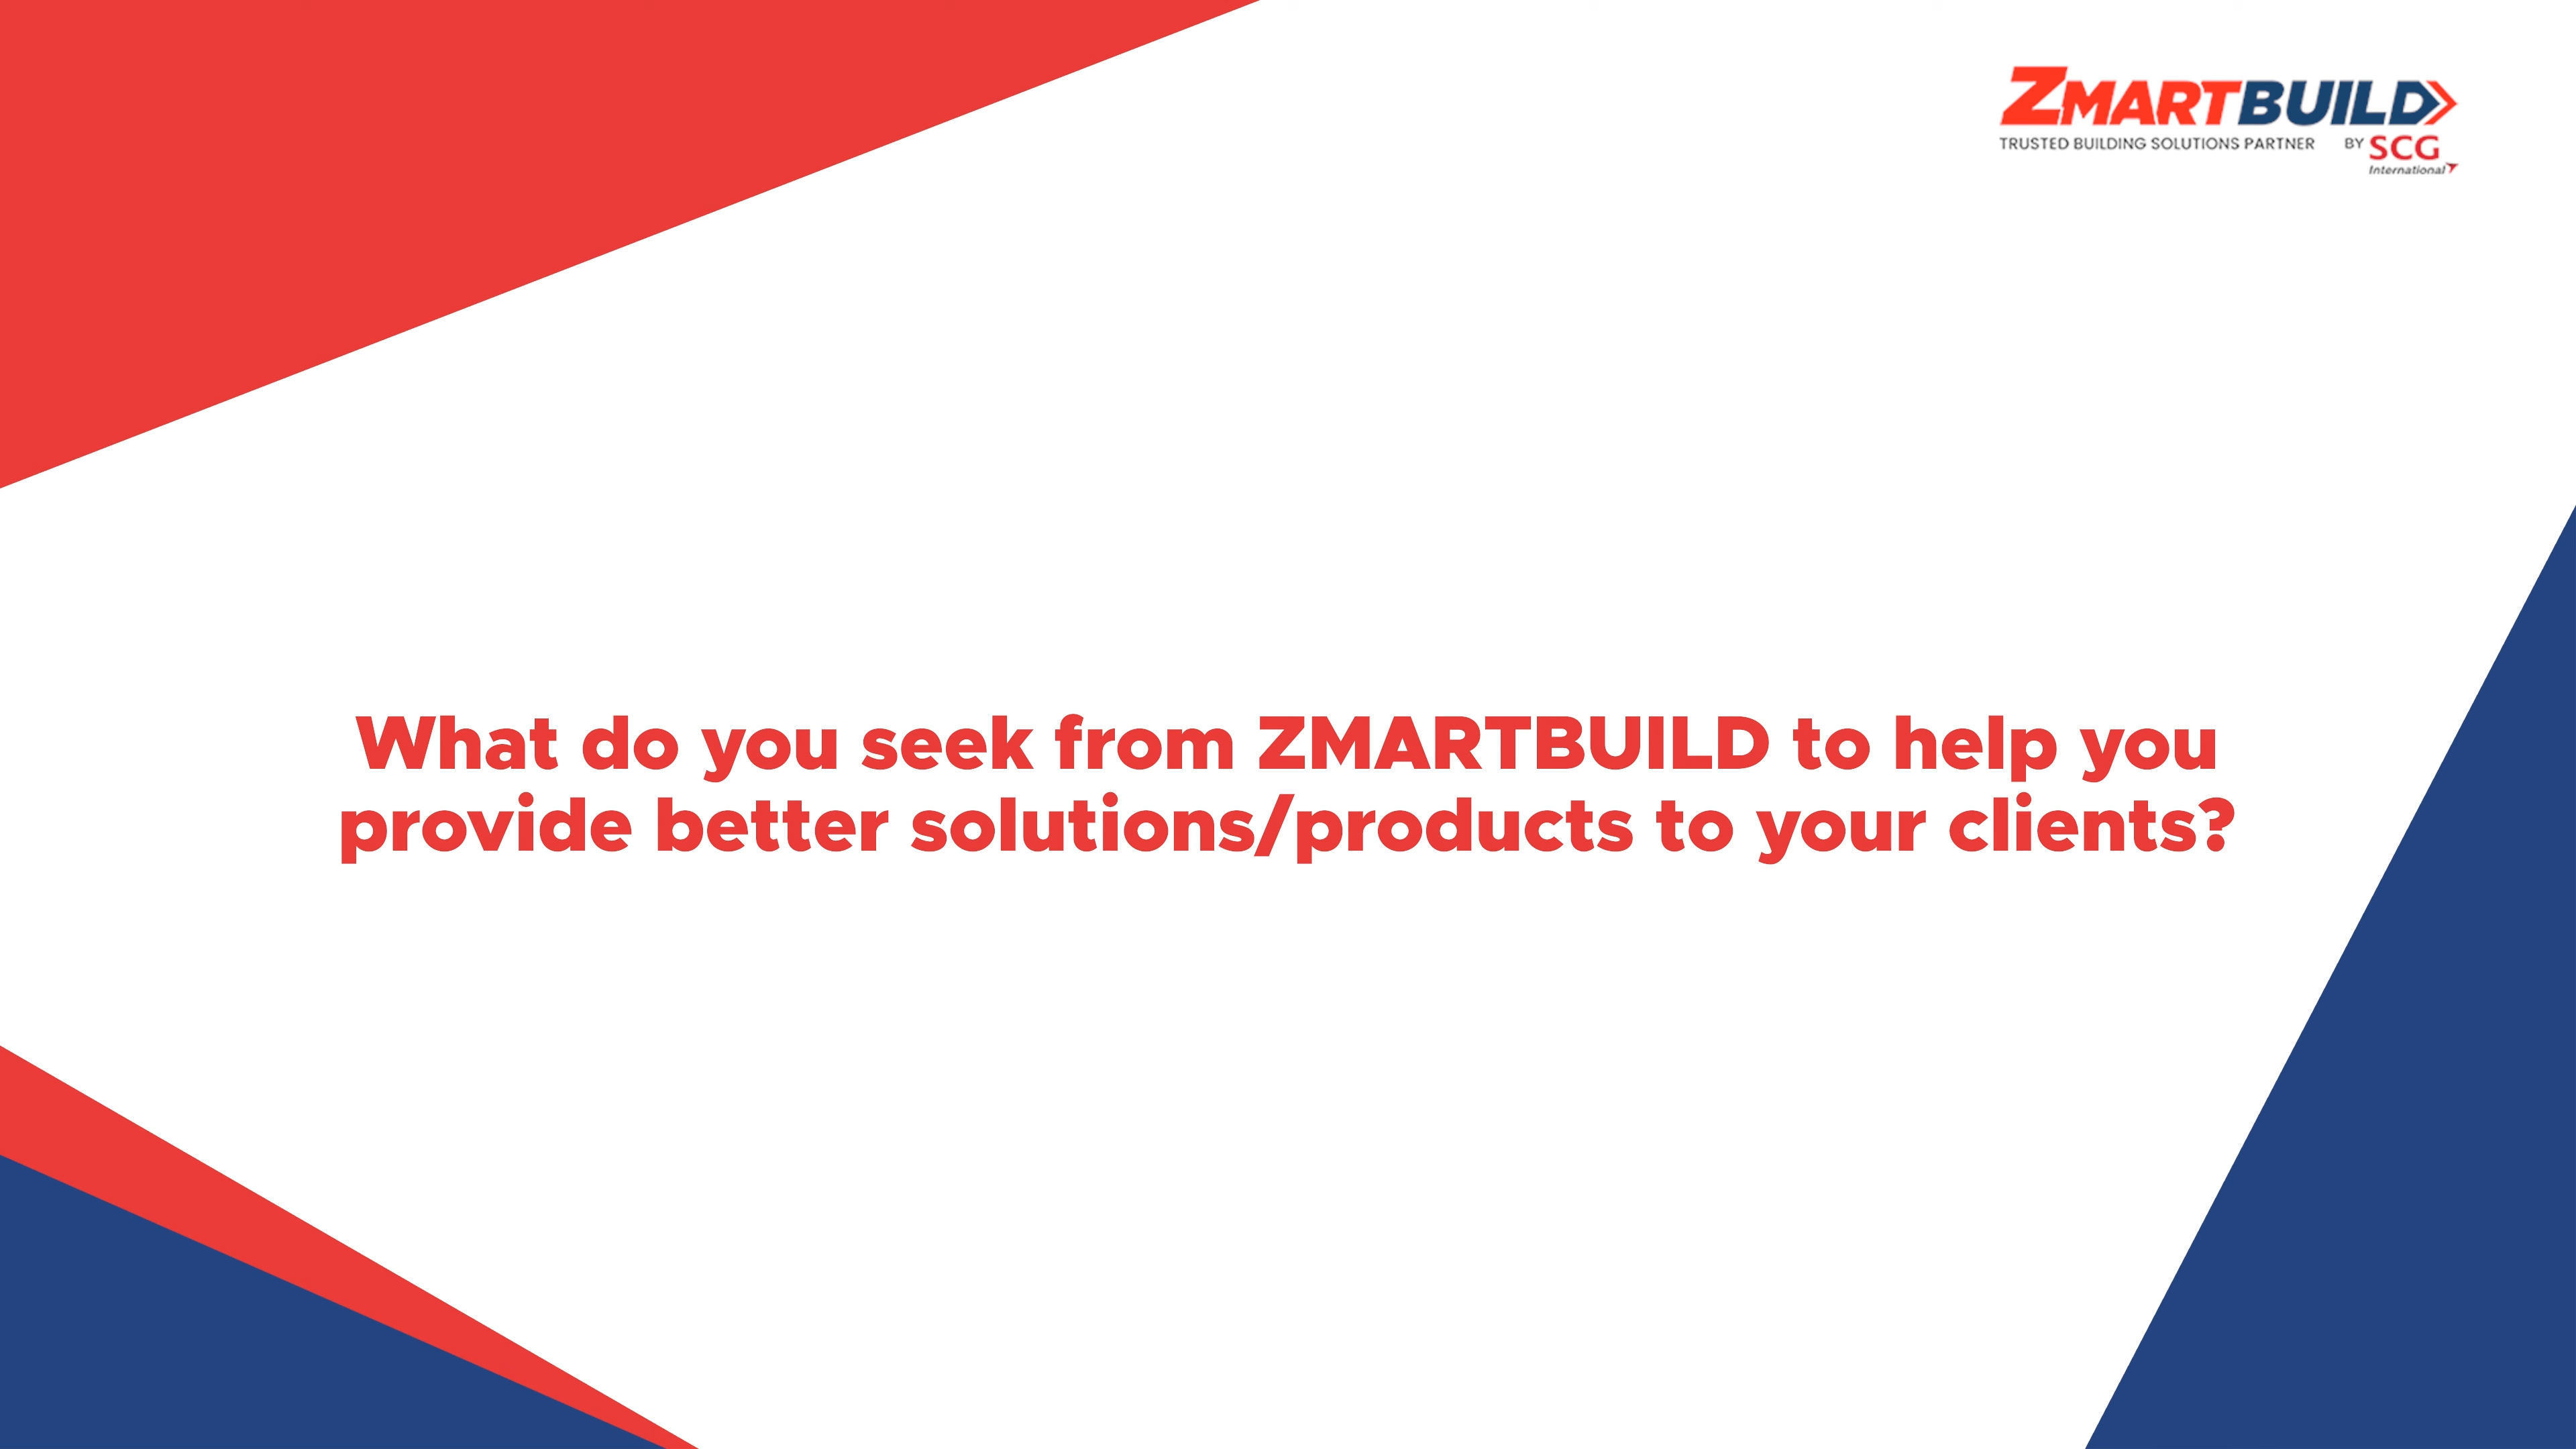 ZMARTBUILD
TRUSTED BUILDING SOLUTIONS PARTNER BY SCG
International
What do you seek from ZMARTBUILD to help you
provide better solutions/products to your clients?